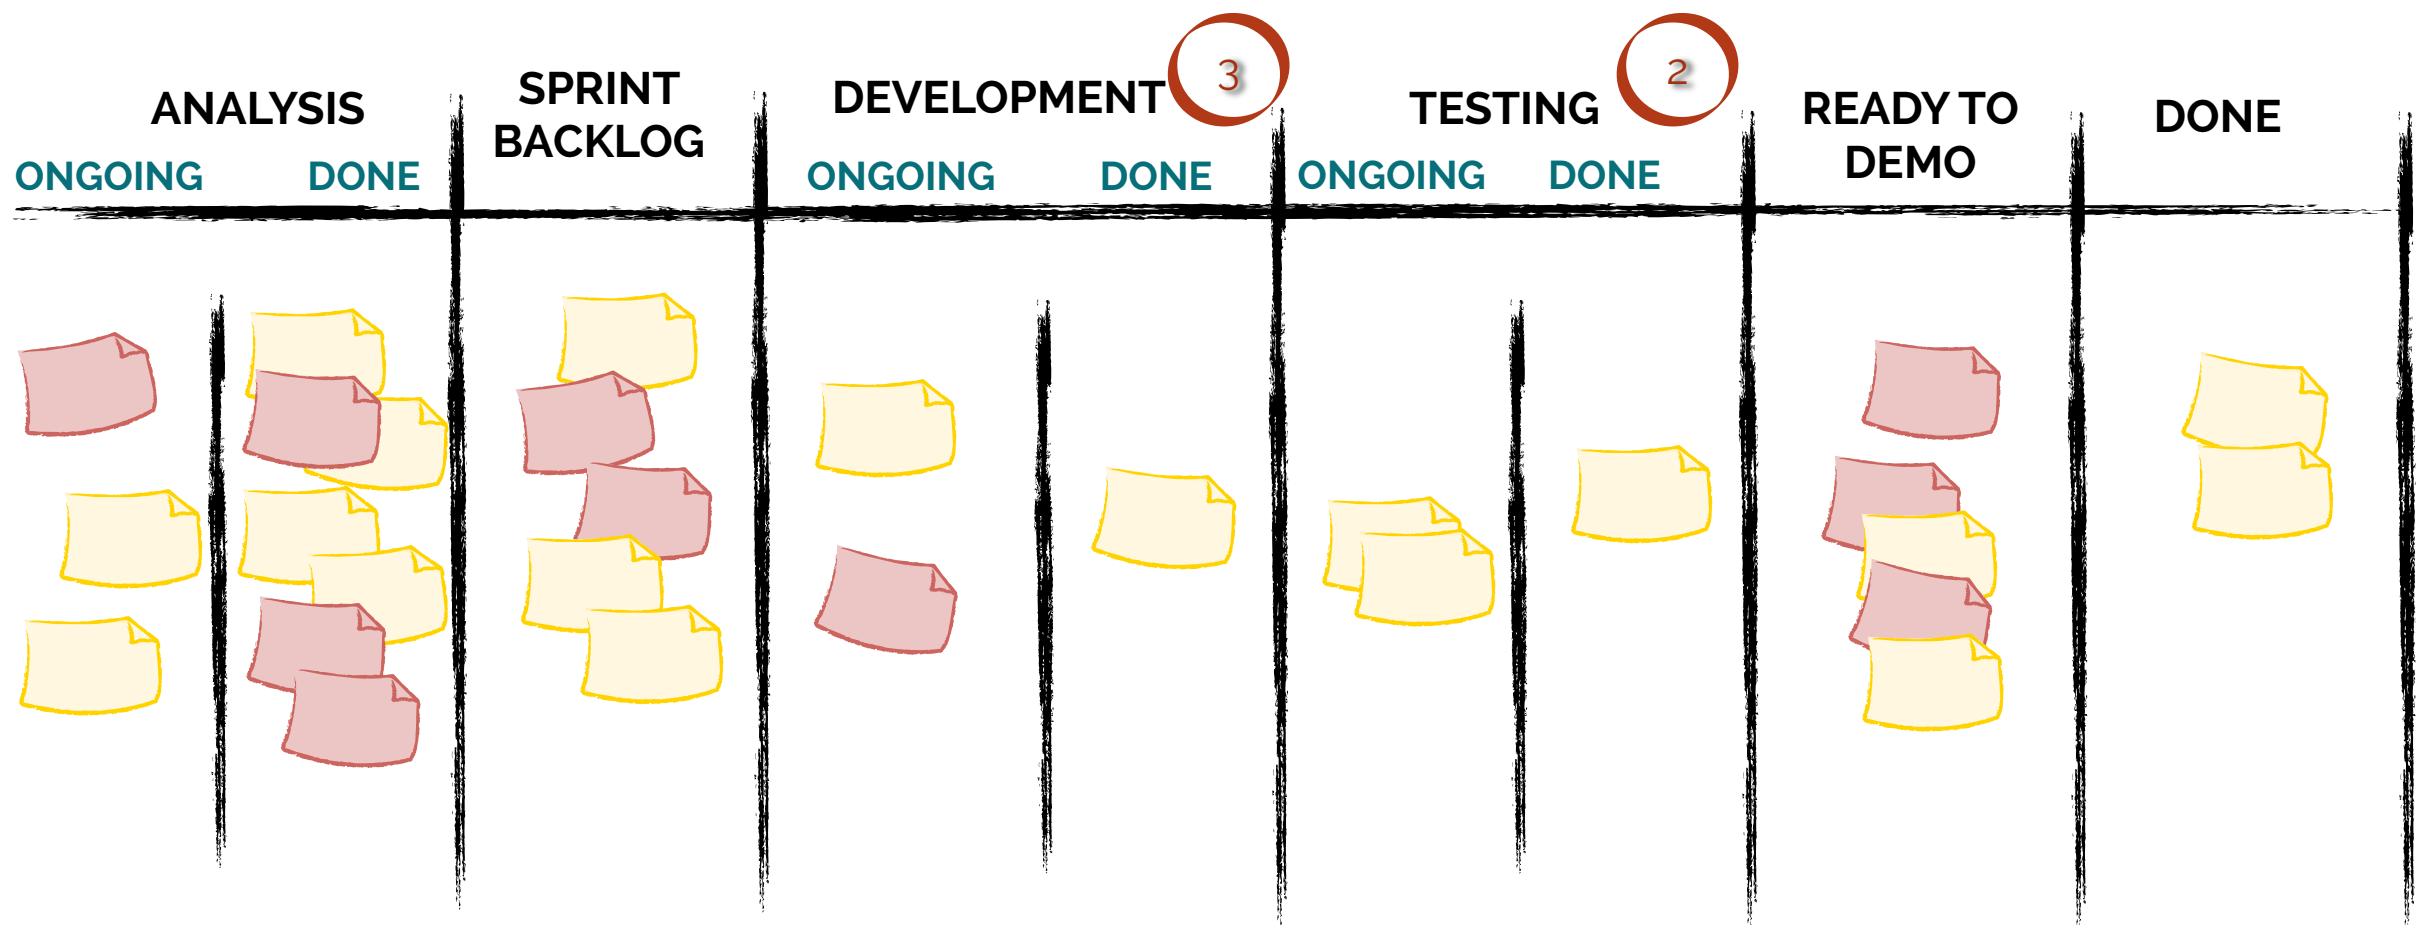 ANALYSIS
ONGOING
DONE
SPRINT
BACKLOG
DEVELOPMENT
3
ONGOING
DONE
TESTING
2
ONGOING
DONE
READY TO
DEMO
DONE